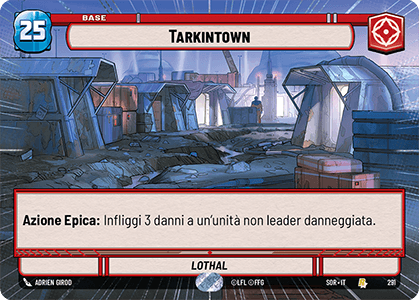 BASE
25
TARKINTOWN
Azione Epica: Infliggi 3 danni a un'unità non leader danneggiata.
LOTHAL
ADRIEN GIROD
©LFL ©FFG
SOR • IT
291